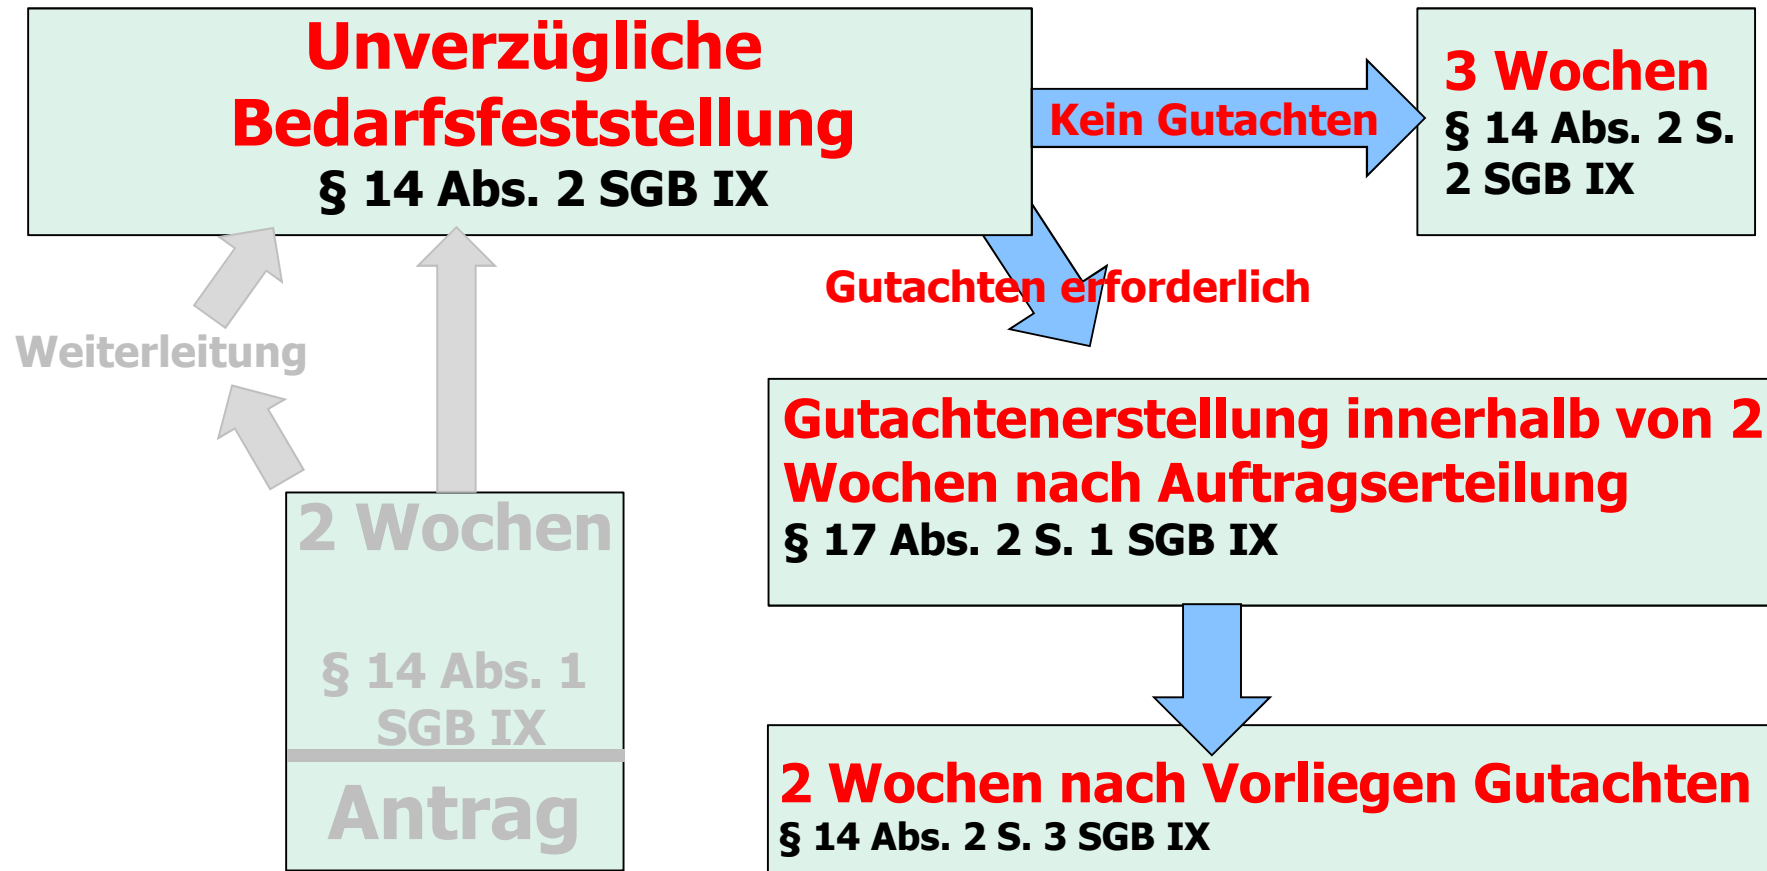 Unverzügliche
Bedarfsfeststellung
§ 14 Abs. 2 SGB IX
Kein Gutachten
3 Wochen
§ 14 Abs. 2 S.
2 SGB IX
Gutachten erforderlich
Weiterleitung
Gutachtenerstellung innerhalb von 2
Wochen nach Auftragserteilung
§ 17 Abs. 2 S. 1 SGB IX
2 Wochen
§ 14 Abs. 1
SGB IX
Antrag
2 Wochen nach Vorliegen Gutachten
§ 14 Abs. 2 S. 3 SGB IX